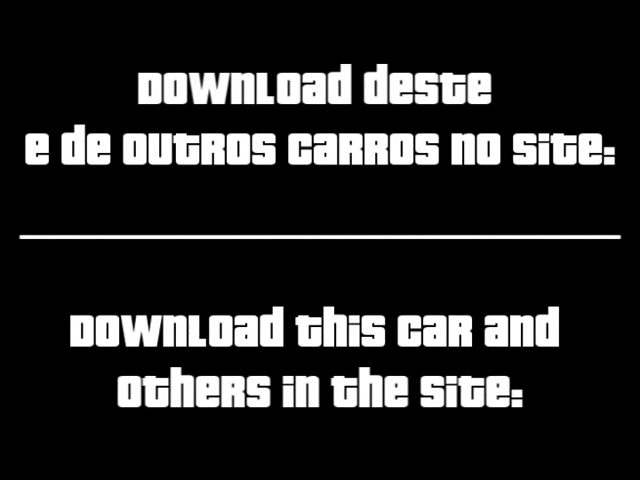 Download deste
e de outros carros no site:
Download this car and
others in the site: